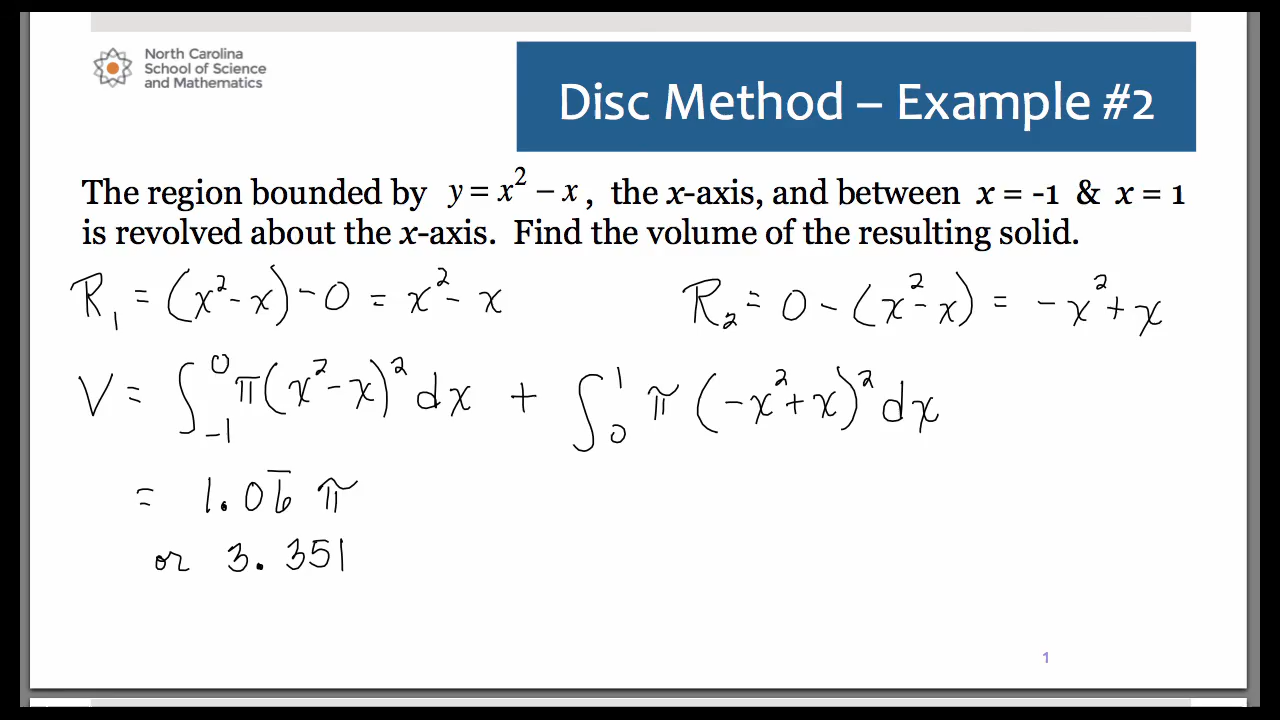 North Carolina
School of Science
and Mathematics
Disc Method – Example #2
The region bounded by y = x² – x, the x-axis, and between x = -1 & x = 1
is revolved about the x-axis. Find the volume of the resulting solid.
R₁ = (x² - x) - 0 = x² - x
R₂ = 0 - (x² - x) = -x² + x
V = ∫₋₁⁰ π(x² - x)² dx + ∫₀¹ π(-x² + x)² dx
= 1.06̅ π
or 3.351
1